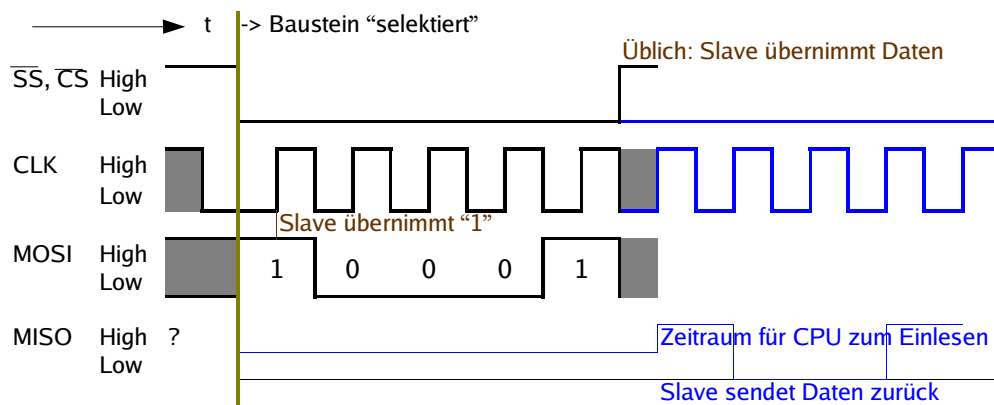 t -> Baustein “selektiert”
Üblich: Slave übernimmt Daten
SS, CS High
Low
CLK High
Low
Slave übernimmt “1”
MOSI High
Low
1 0 0 0 1
MISO High ?
Low
Zeitraum für CPU zum Einlesen
Slave sendet Daten zurück